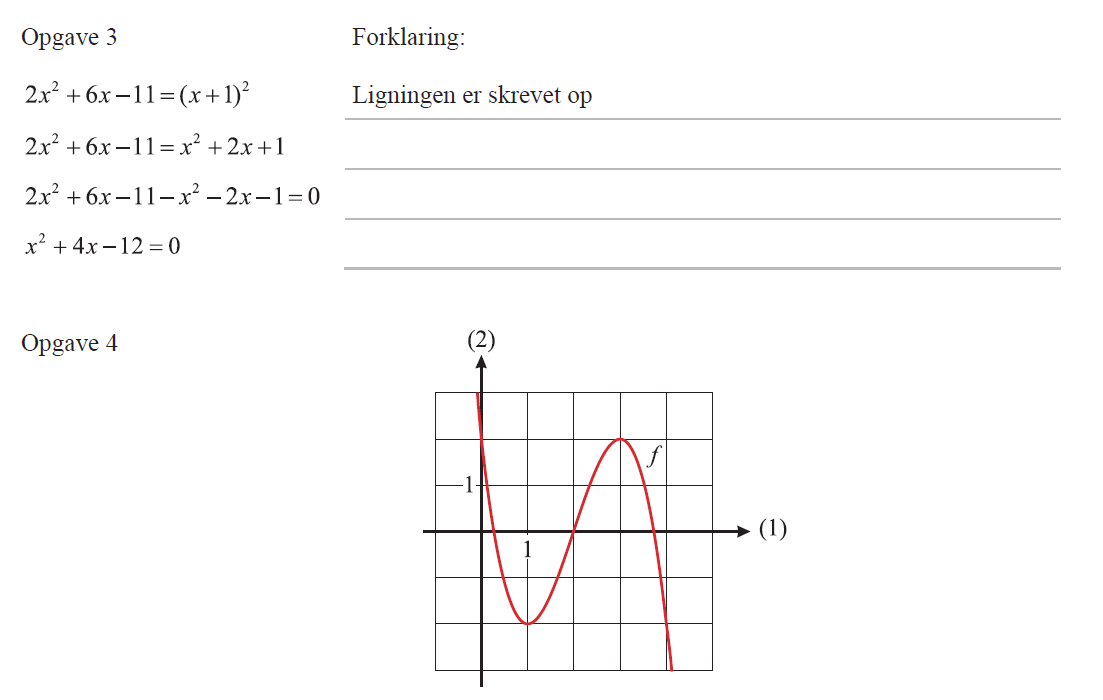 Opgave 3 Forklaring:
2x² + 6x − 11 = (x + 1)² Ligningen er skrevet op
2x² + 6x − 11 = x² + 2x + 1
2x² + 6x − 11 − x² − 2x − 1 = 0
x² + 4x − 12 = 0
Opgave 4
(2)
f
1
(1)
1